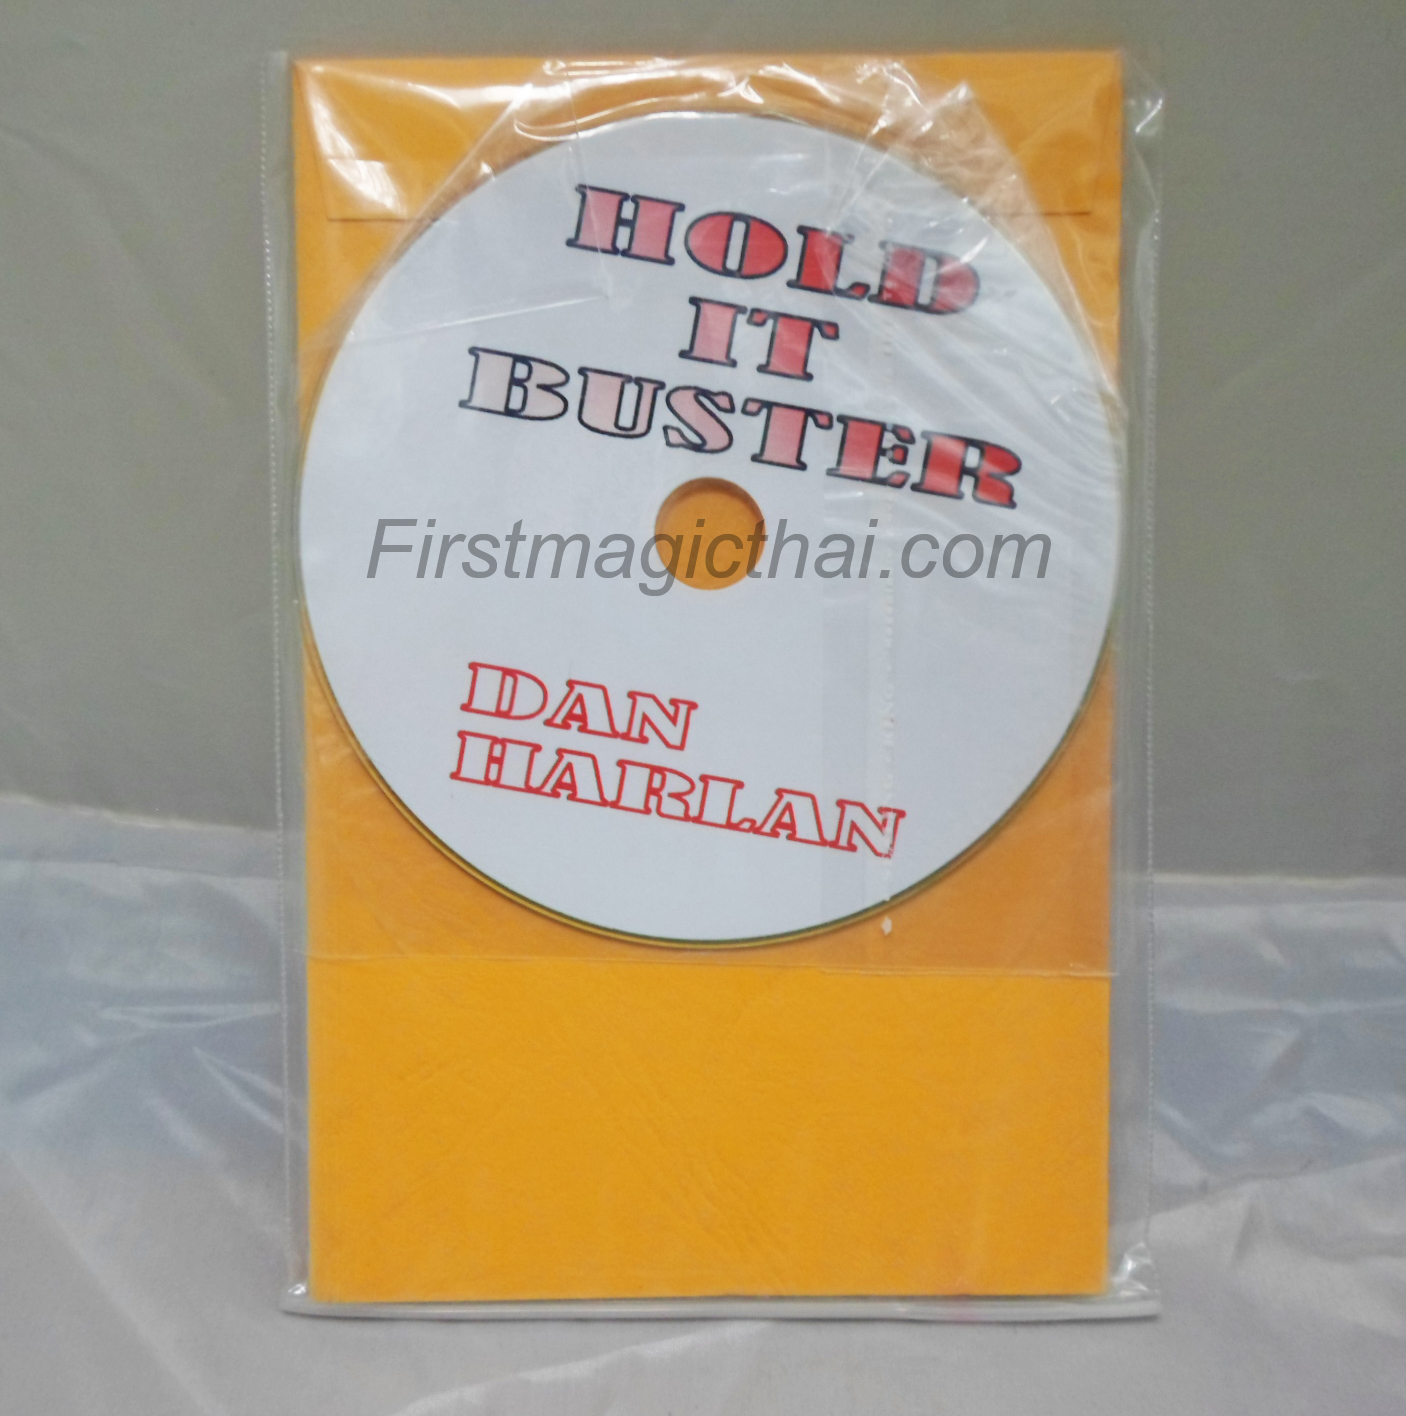 HOLD
IT
BUSTER
Firstmagicthai.com
DAN
HARLAN